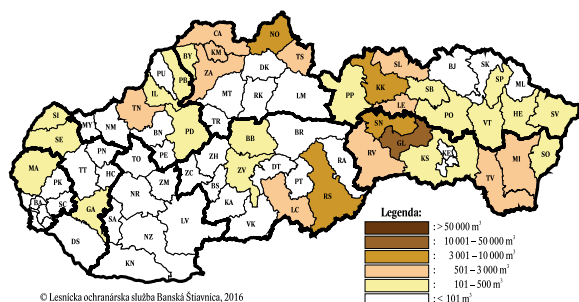 CA
NO
KM
TS
BY
ZA
PU
PB
DK
IL
MT
RK
LM
TN
SL
BJ
SK
KK
SP
ML
PP
SB
LE
PO
VT
HE
SV
SI
MY
NM
SE
BN
PD
TR
PE
BB
BR
SN
GL
RV
KS
SO
MI
TV
MA
TT
PN
HC
TO
PK
ZC
ZH
ZV
DT
RA
PT
BA
SC
GA
NR
ZM
BS
KA
LC
RS
SA
LV
VK
DS
NZ
KN
Legenda:
: > 50 000 m³
: 10 001 – 50 000 m³
: 3 001 – 10 000 m³
: 501 – 3 000 m³
: 101 – 500 m³
: < 101 m³
© Lesnícka ochranárska služba Banská Štiavnica, 2016